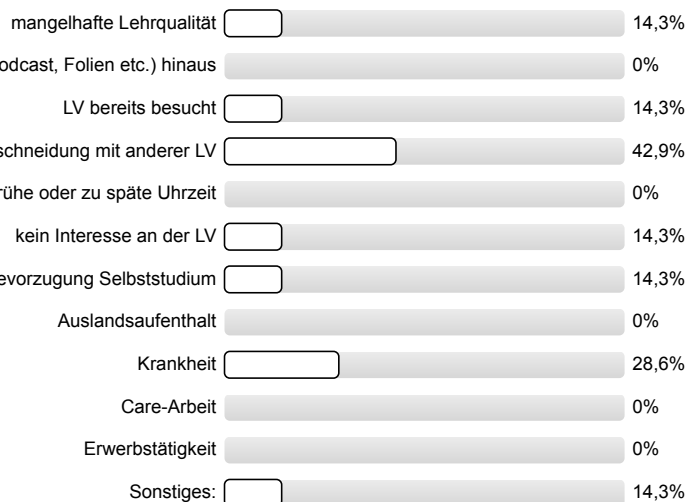 mangelhafte Lehrqualität 14,3%
odcast, Folien etc.) hinaus 0%
LV bereits besucht 14,3%
schneidung mit anderer LV 42,9%
rühe oder zu späte Uhrzeit 0%
kein Interesse an der LV 14,3%
evorzugung Selbststudium 14,3%
Auslandsaufenthalt 0%
Krankheit 28,6%
Care-Arbeit 0%
Erwerbstätigkeit 0%
Sonstiges: 14,3%